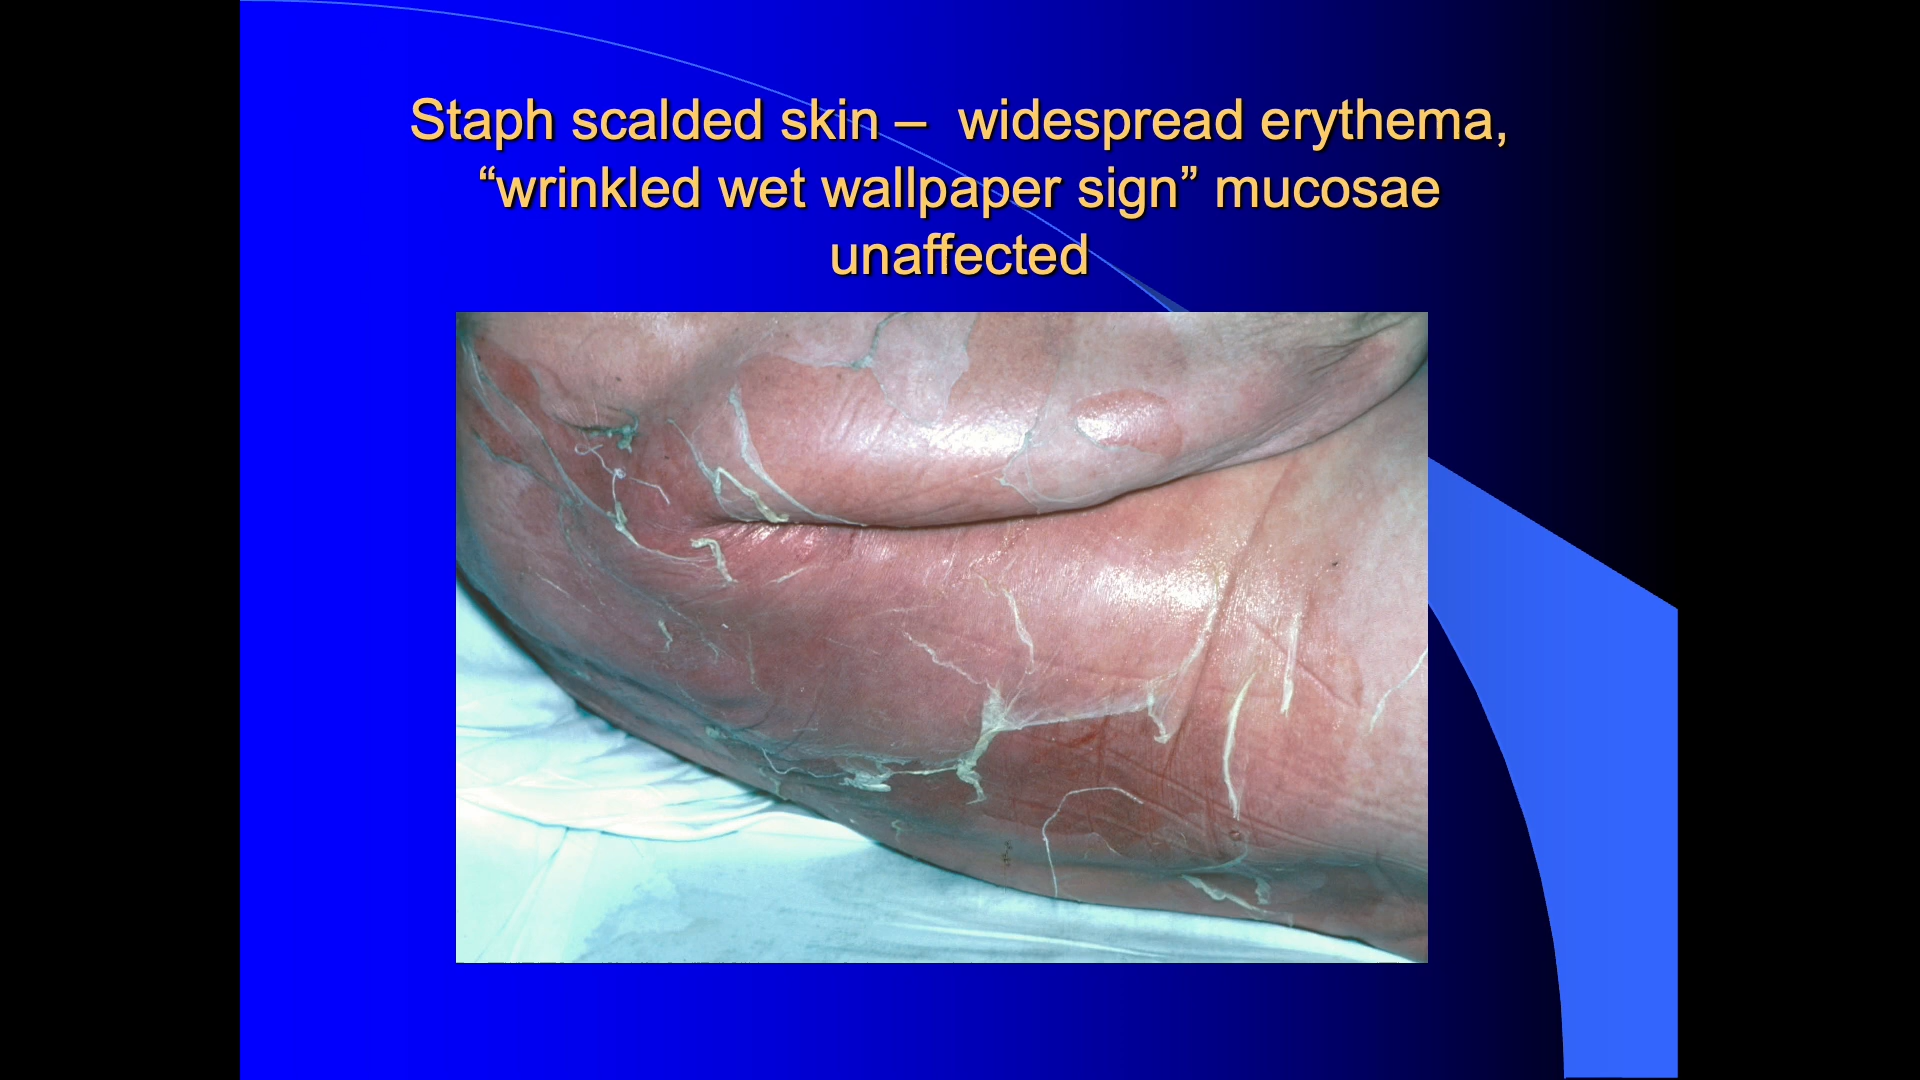 Staph scalded skin –  widespread erythema,
“wrinkled wet wallpaper sign” mucosae
unaffected